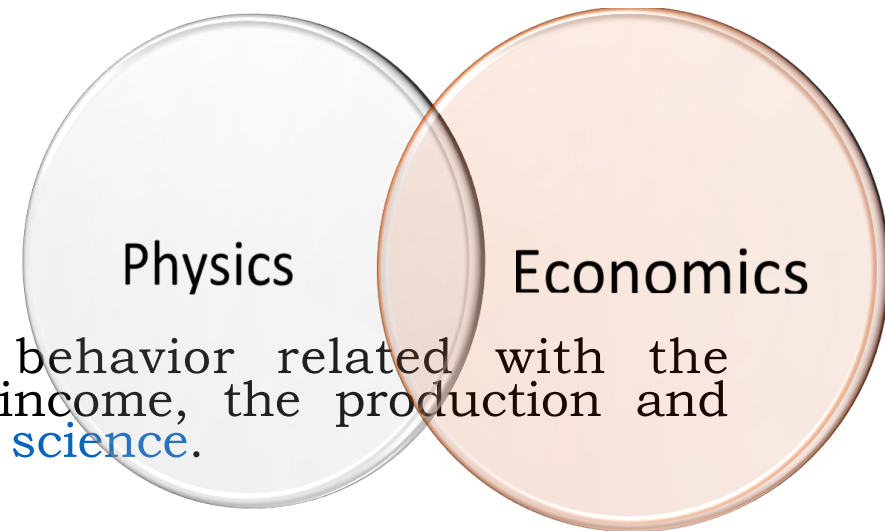 Physics
Economics
behavior related with the
income, the production and
science.